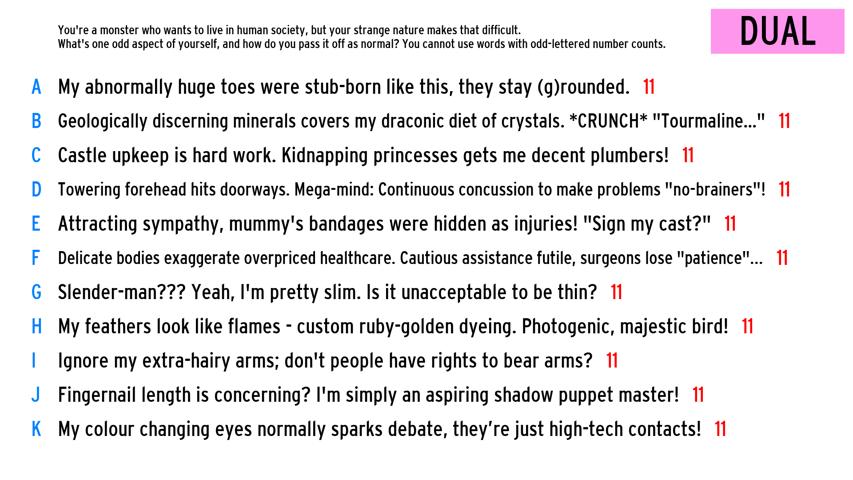 You're a monster who wants to live in human society, but your strange nature makes that difficult.
What's one odd aspect of yourself, and how do you pass it off as normal? You cannot use words with odd-lettered number counts.
DUAL
A My abnormally huge toes were stub-born like this, they stay (g)rounded. 11
B Geologically discerning minerals covers my draconic diet of crystals. *CRUNCH* "Tourmaline..." 11
C Castle upkeep is hard work. Kidnapping princesses gets me decent plumbers! 11
D Towering forehead hits doorways. Mega-mind: Continuous concussion to make problems "no-brainers"! 11
E Attracting sympathy, mummy's bandages were hidden as injuries! "Sign my cast?" 11
F Delicate bodies exaggerate overpriced healthcare. Cautious assistance futile, surgeons lose "patience"... 11
G Slender-man??? Yeah, I'm pretty slim. Is it unacceptable to be thin? 11
H My feathers look like flames - custom ruby-golden dyeing. Photogenic, majestic bird! 11
I Ignore my extra-hairy arms; don't people have rights to bear arms? 11
J Fingernail length is concerning? I'm simply an aspiring shadow puppet master! 11
K My colour changing eyes normally sparks debate, they’re just high-tech contacts! 11